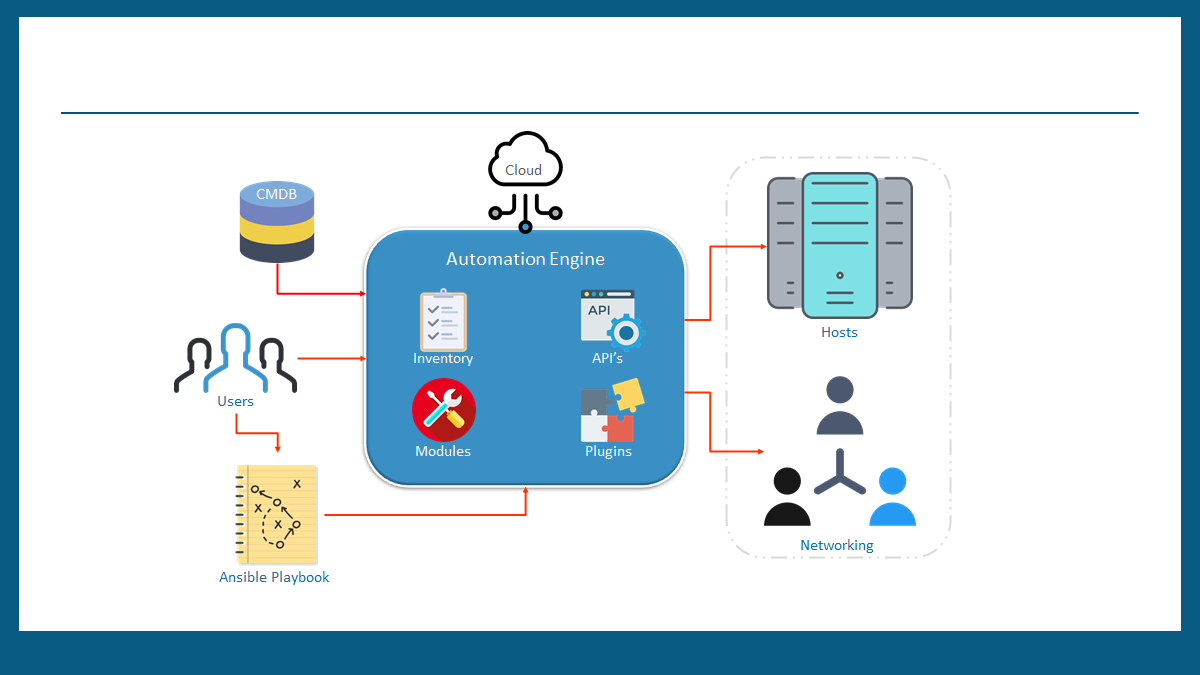 Cloud
CMDB
Automation Engine
API
Inventory
API’s
Modules
Plugins
Users
Ansible Playbook
Hosts
Networking